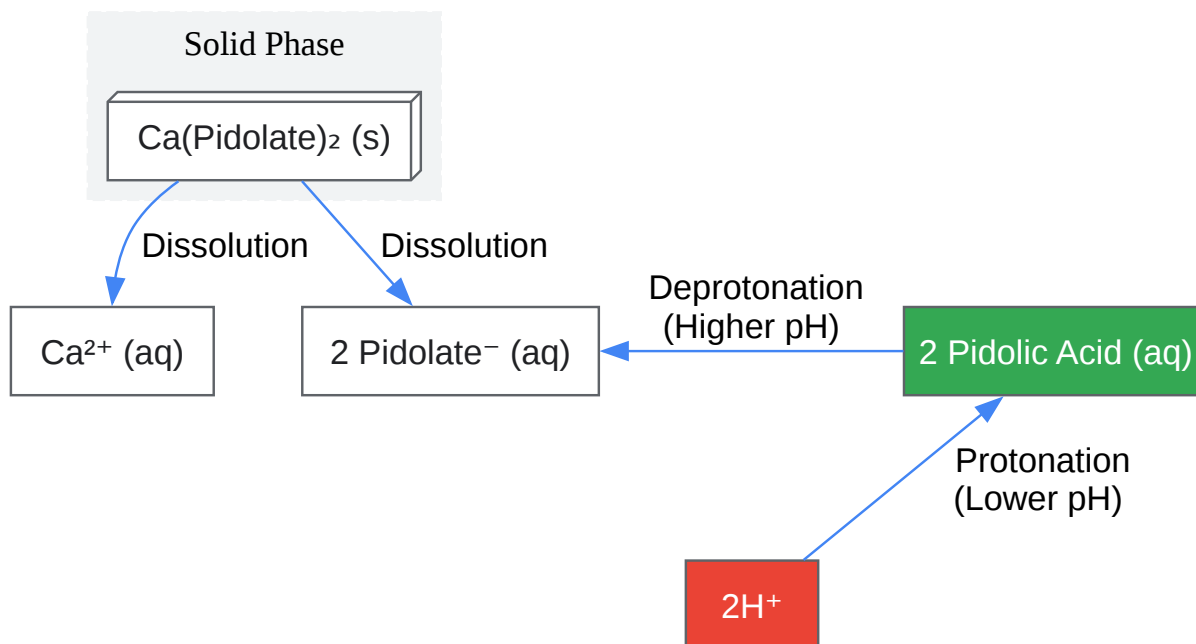 Solid Phase
Ca(Pidolate)₂ (s)
Dissolution
Dissolution
Deprotonation
(Higher pH)
Ca²⁺ (aq)
2 Pidolate⁻ (aq)
2 Pidolic Acid (aq)
Protonation
(Lower pH)
2H⁺